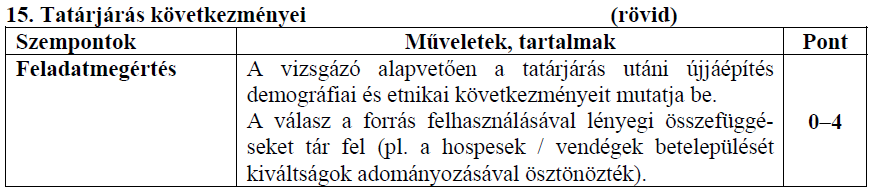 15. Tatárjárás következményei (rövid)
Szempontok Műveletek, tartalmak Pont
Feladatmegértés A vizsgázó alapvetően a tatárjárás utáni újjáépítés
demográfiai és etnikai következményeit mutatja be.
A válasz a forrás felhasználásával lényegi összefüggé-
seket tár fel (pl. a hospesek / vendégek betelepülését
kiváltságok adományozásával ösztönözték).
0–4